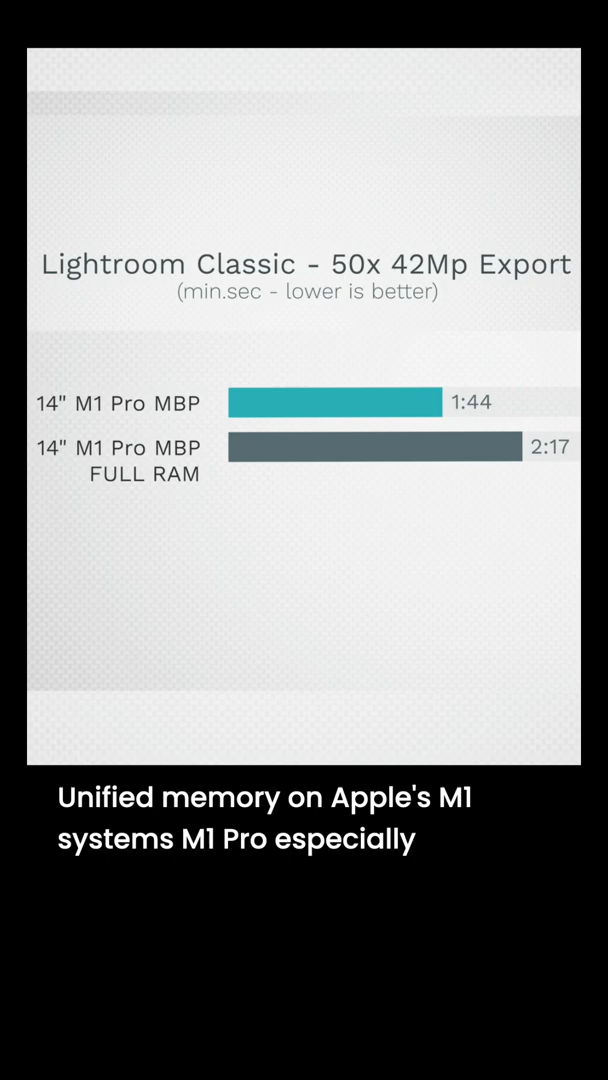 Lightroom Classic - 50x 42Mp Export
(min.sec - lower is better)
14" M1 Pro MBP 1:44
14" M1 Pro MBP 2:17
FULL RAM
Unified memory on Apple's M1
systems M1 Pro especially